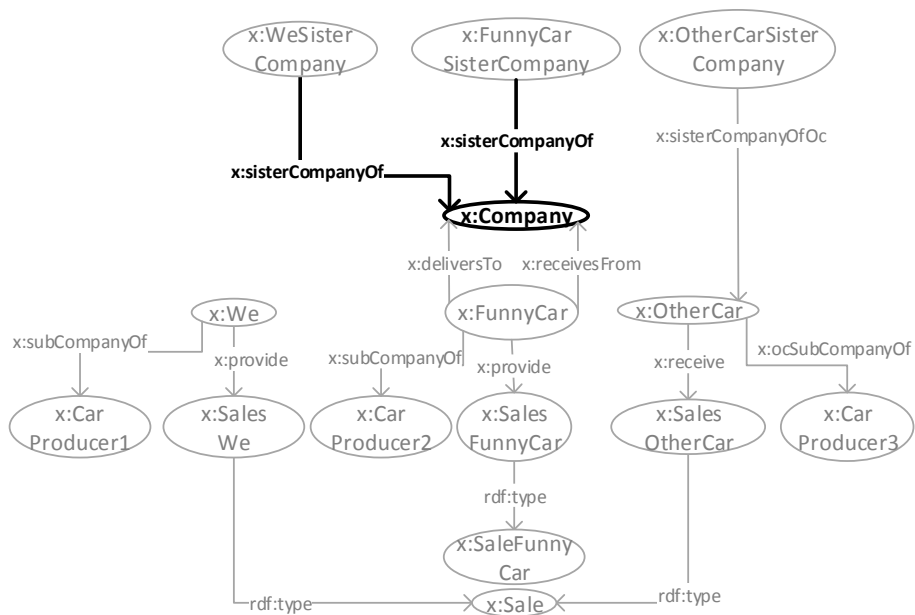 x:WeSister
Company
x:FunnyCar
SisterCompany
x:OtherCarSister
Company
x:sisterCompanyOf
x:sisterCompanyOf
x:sisterCompanyOfOc
x:Company
x:deliversTo
x:receivesFrom
x:We
x:FunnyCar
x:OtherCar
x:subCompanyOf
x:provide
x:subCompanyOf
x:provide
x:receive
x:ocSubCompanyOf
x:Car
Producer1
x:Sales
We
x:Car
Producer2
x:Sales
FunnyCar
x:Sales
OtherCar
x:Car
Producer3
rdf:type
x:SaleFunny
Car
rdf:type
x:Sale
rdf:type